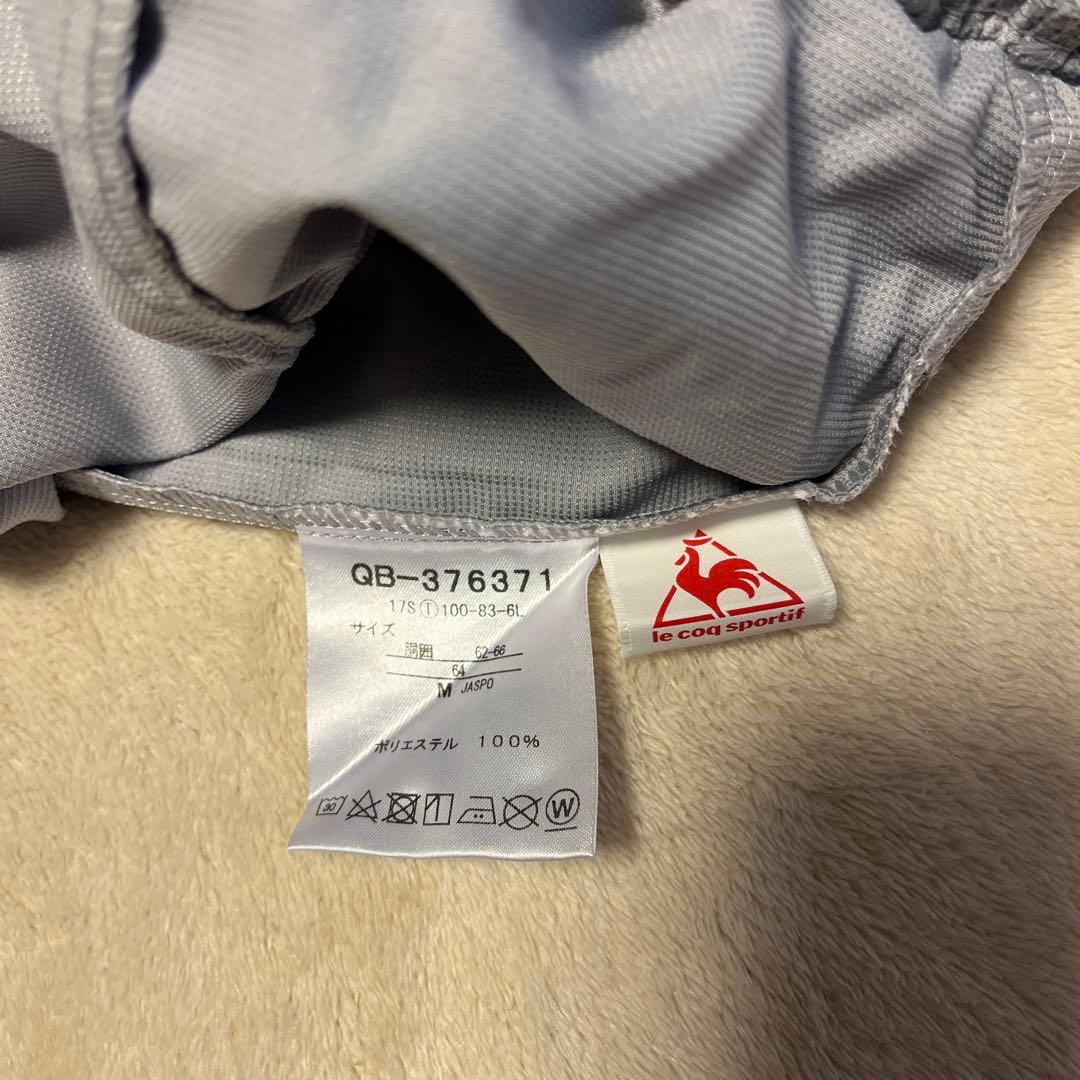 QB-376371
17S Ⓣ 100-83-6L
サイズ
胴囲 62-66
64
M JASPO
ポリエステル 100%
30
W
le coq sportif